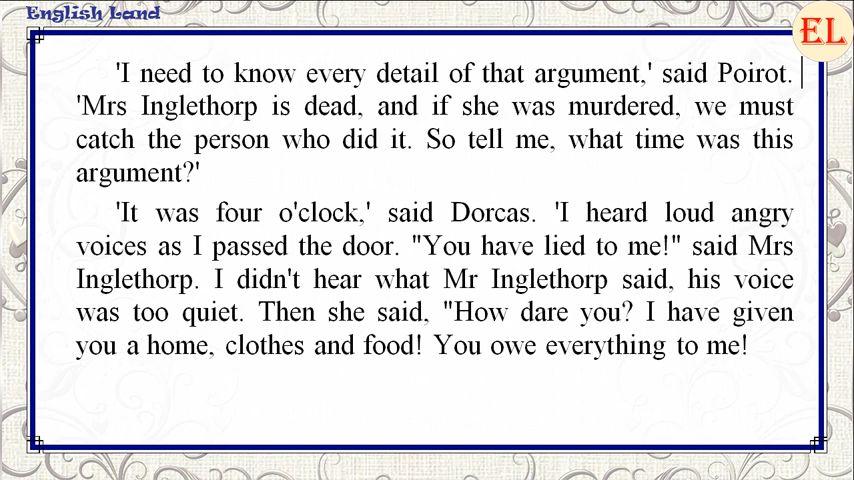 English Land
EL
'I need to know every detail of that argument,' said Poirot.
'Mrs Inglethorp is dead, and if she was murdered, we must
catch the person who did it. So tell me, what time was this
argument?'
'It was four o'clock,' said Dorcas. 'I heard loud angry
voices as I passed the door. "You have lied to me!" said Mrs
Inglethorp. I didn't hear what Mr Inglethorp said, his voice
was too quiet. Then she said, "How dare you? I have given
you a home, clothes and food! You owe everything to me!